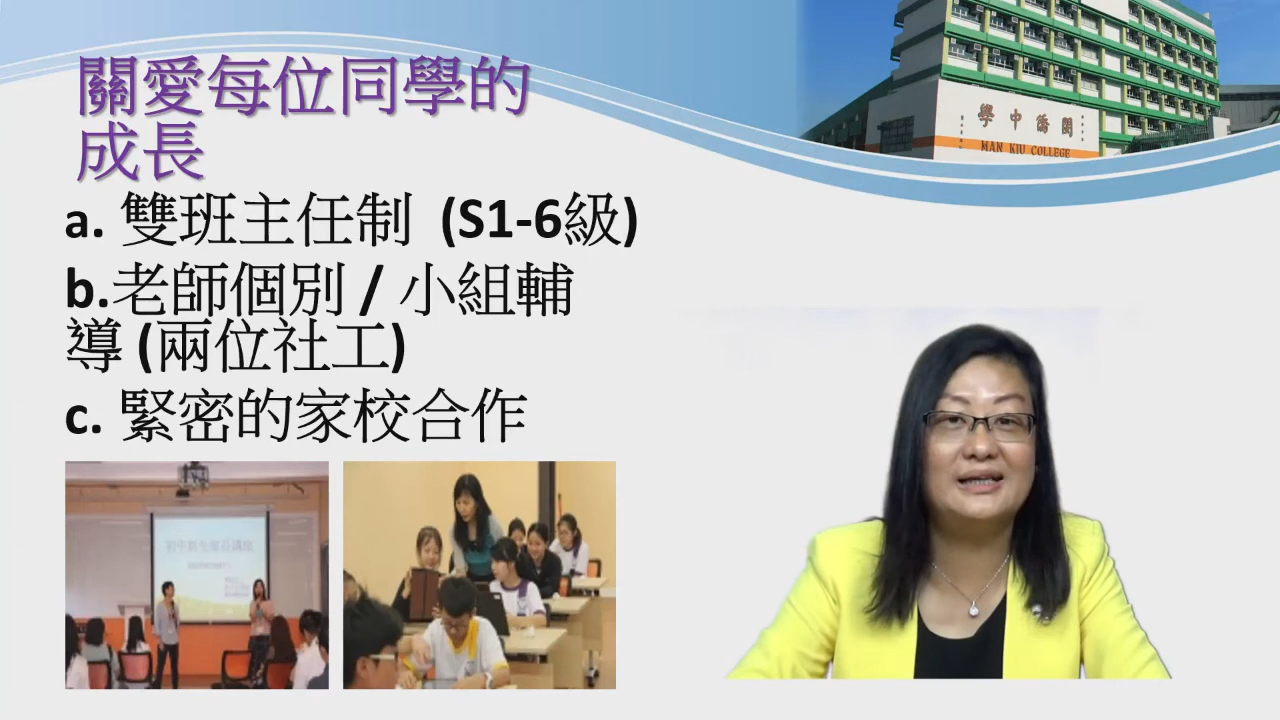 關愛每位同學的
成長
學中僑閩
MAN KIU COLLEGE
a. 雙班主任制 (S1-6級)
b.老師個別 / 小組輔
導 (兩位社工)
c. 緊密的家校合作